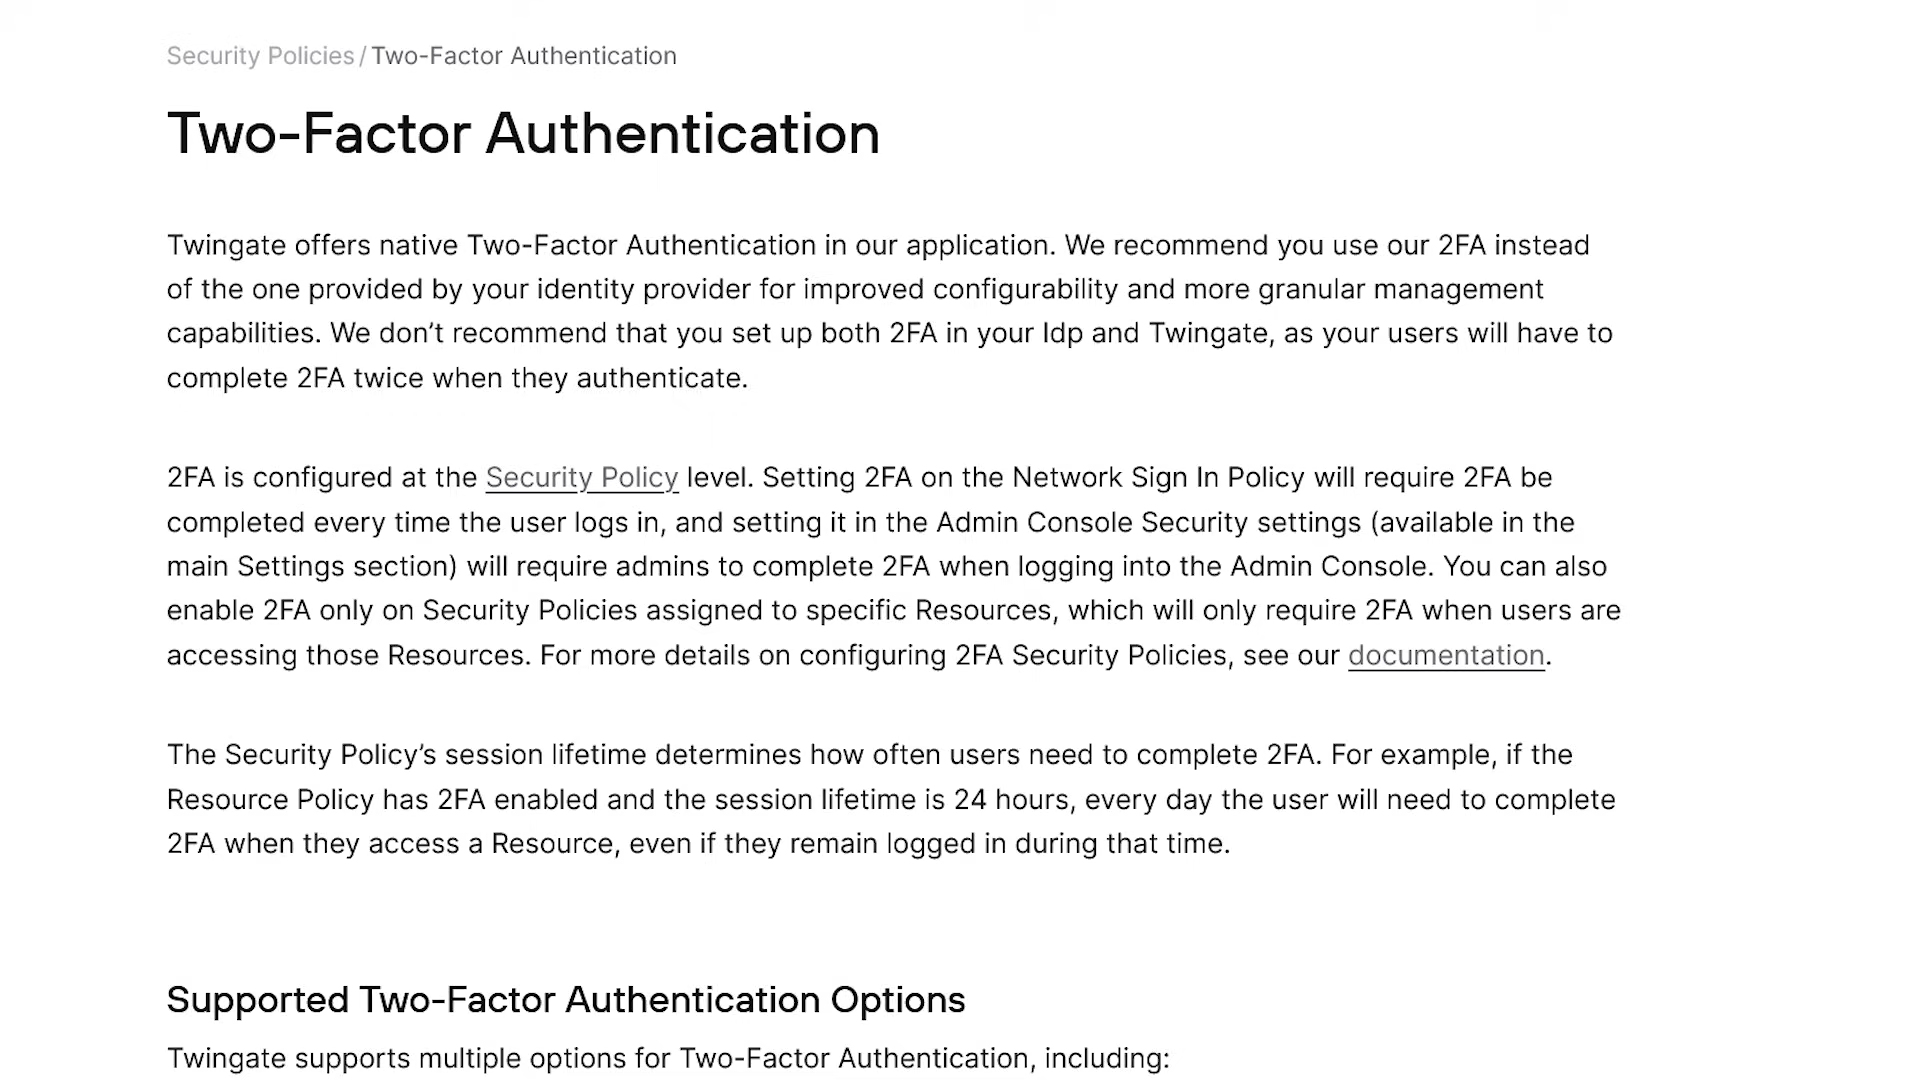 Security Policies / Two-Factor Authentication
Two-Factor Authentication
Twingate offers native Two-Factor Authentication in our application. We recommend you use our 2FA instead
of the one provided by your identity provider for improved configurability and more granular management
capabilities. We don’t recommend that you set up both 2FA in your Idp and Twingate, as your users will have to
complete 2FA twice when they authenticate.
2FA is configured at the Security Policy level. Setting 2FA on the Network Sign In Policy will require 2FA be
completed every time the user logs in, and setting it in the Admin Console Security settings (available in the
main Settings section) will require admins to complete 2FA when logging into the Admin Console. You can also
enable 2FA only on Security Policies assigned to specific Resources, which will only require 2FA when users are
accessing those Resources. For more details on configuring 2FA Security Policies, see our documentation.
The Security Policy’s session lifetime determines how often users need to complete 2FA. For example, if the
Resource Policy has 2FA enabled and the session lifetime is 24 hours, every day the user will need to complete
2FA when they access a Resource, even if they remain logged in during that time.
Supported Two-Factor Authentication Options
Twingate supports multiple options for Two-Factor Authentication, including: